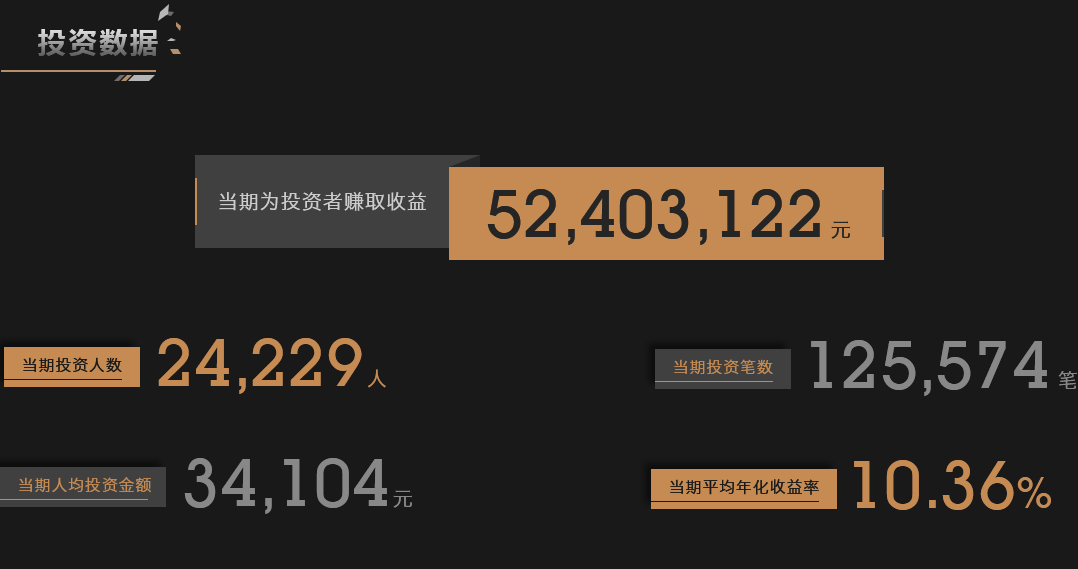 投资数据
当期为投资者赚取收益 52,403,122元
当期投资人数 24,229人
当期投资笔数 125,574笔
当期人均投资金额 34,104元
当期平均年化收益率 10.36%